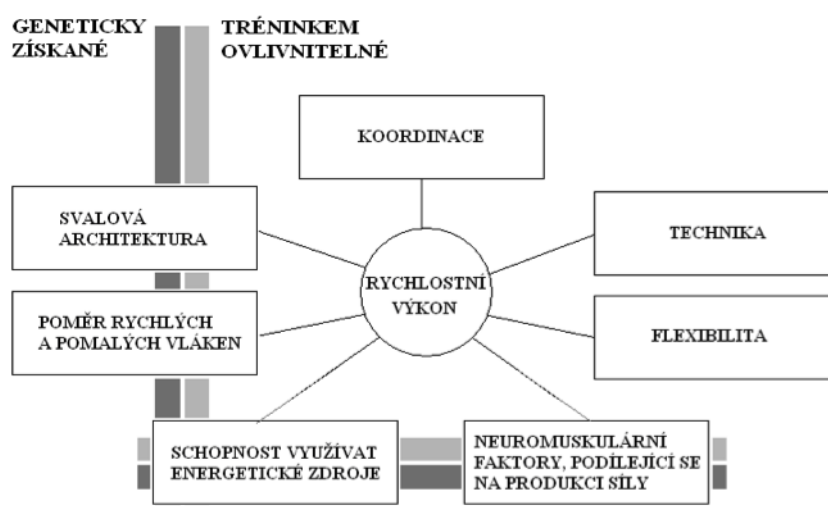 GENETICKY
ZÍSKANÉ
TRÉNINKEM
OVLIVNITELNÉ
KOORDINACE
SVALOVÁ
ARCHITEKTURA
TECHNIKA
RYCHLOSTNÍ
VÝKON
POMĚR RYCHLÝCH
A POMALÝCH VLÁKEN
FLEXIBILITA
SCHOPNOST VYUŽÍVAT
ENERGETICKÉ ZDROJE
NEUROMUSKULÁRNÍ
FAKTORY, PODÍLEJÍCÍ SE
NA PRODUKCI SÍLY